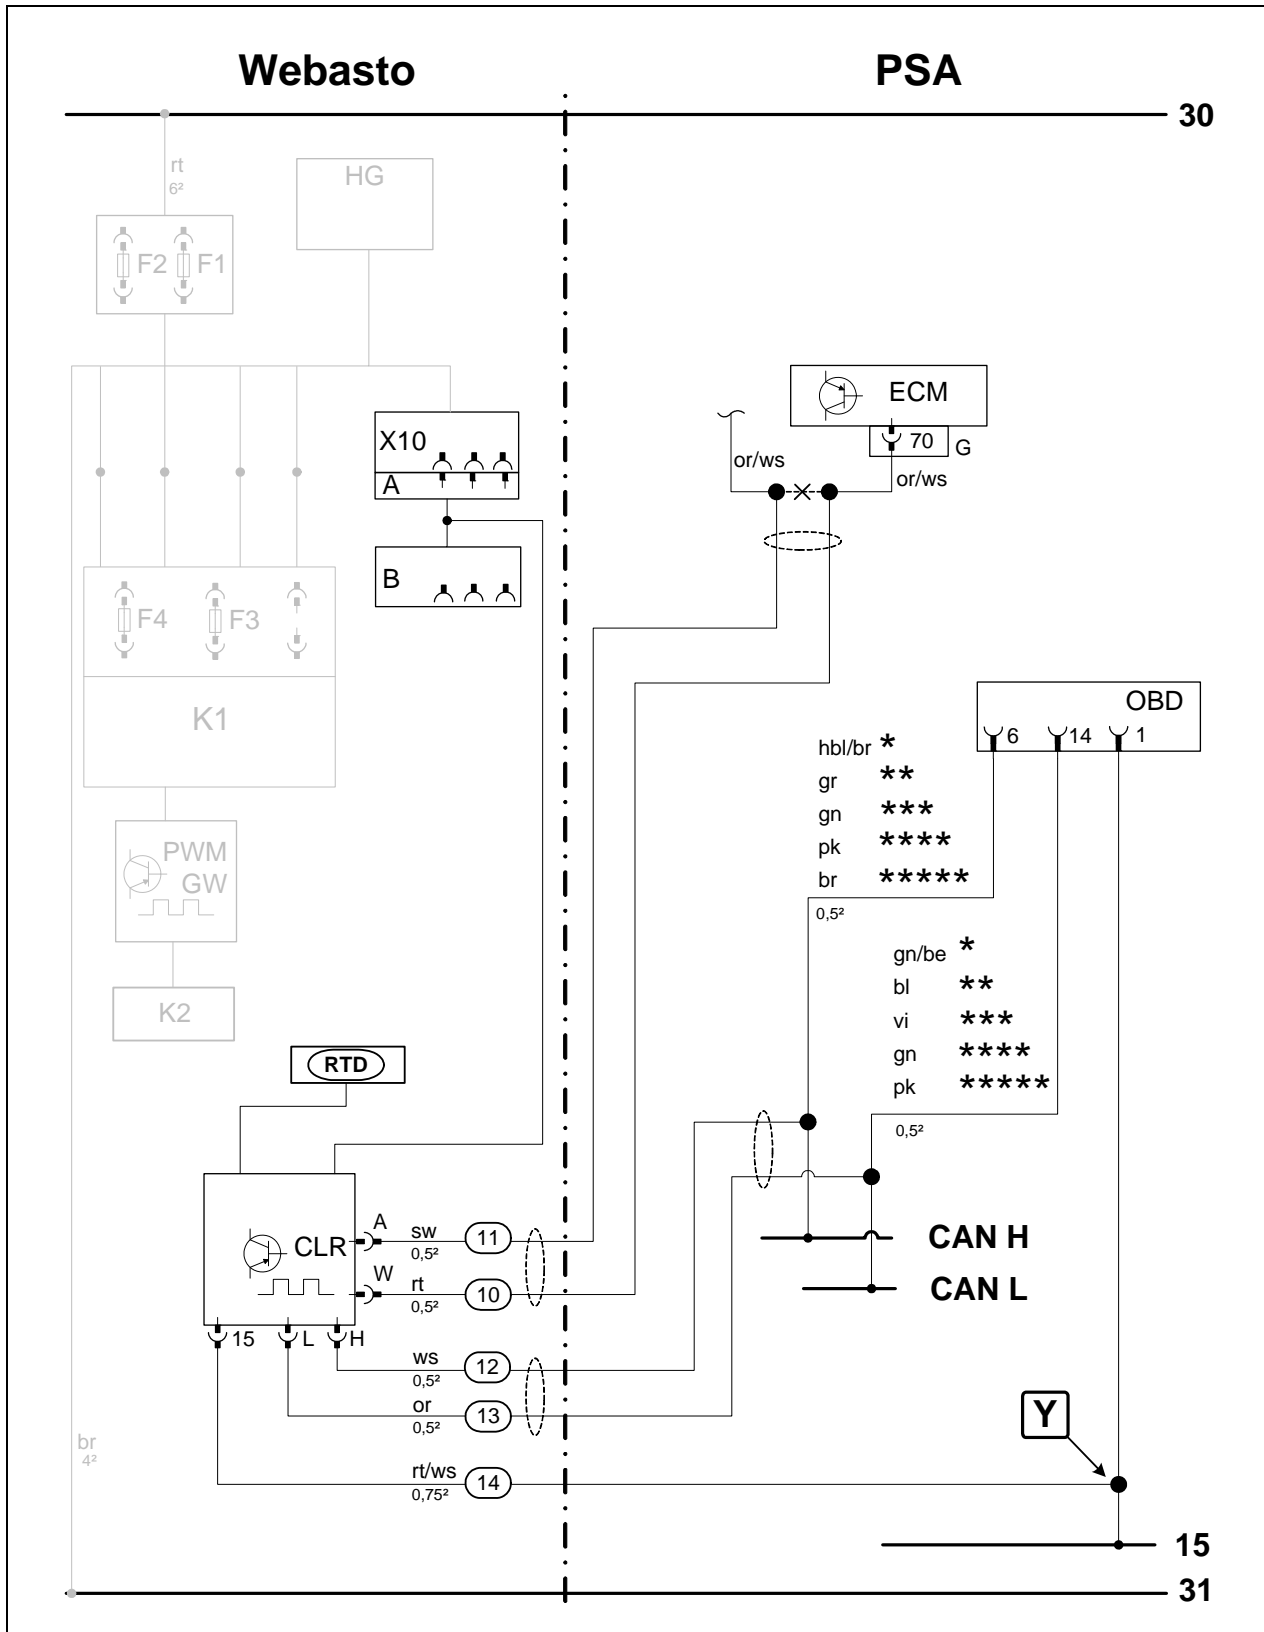 Webasto
PSA
30
rt
6²
HG
F2
F1
ECM
X10
70
G
or/ws
or/ws
A
B
F4
F3
K1
OBD
6
14
1
hbl/br *
gr **
gn ***
pk ****
br *****
0,5²
PWM
GW
gn/be *
bl **
vi ***
gn ****
pk *****
0,5²
K2
RTD
CLR
A
sw
0,5²
11
CAN H
W
rt
0,5²
10
CAN L
15
L
H
ws
0,5²
12
or
0,5²
13
Y
br
4²
rt/ws
0,75²
14
15
31